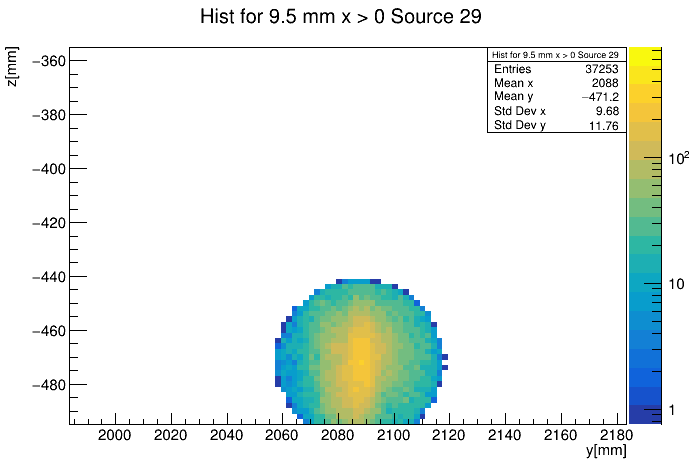 Hist for 9.5 mm x > 0 Source 29
z[mm]
Hist for 9.5 mm x > 0 Source 29
Entries 37253
Mean x 2088
Mean y −471.2
Std Dev x 9.68
Std Dev y 11.76
−360
−380
−400
−420
−440
−460
−480
10²
10
1
2000 2020 2040 2060 2080 2100 2120 2140 2160 2180
y[mm]